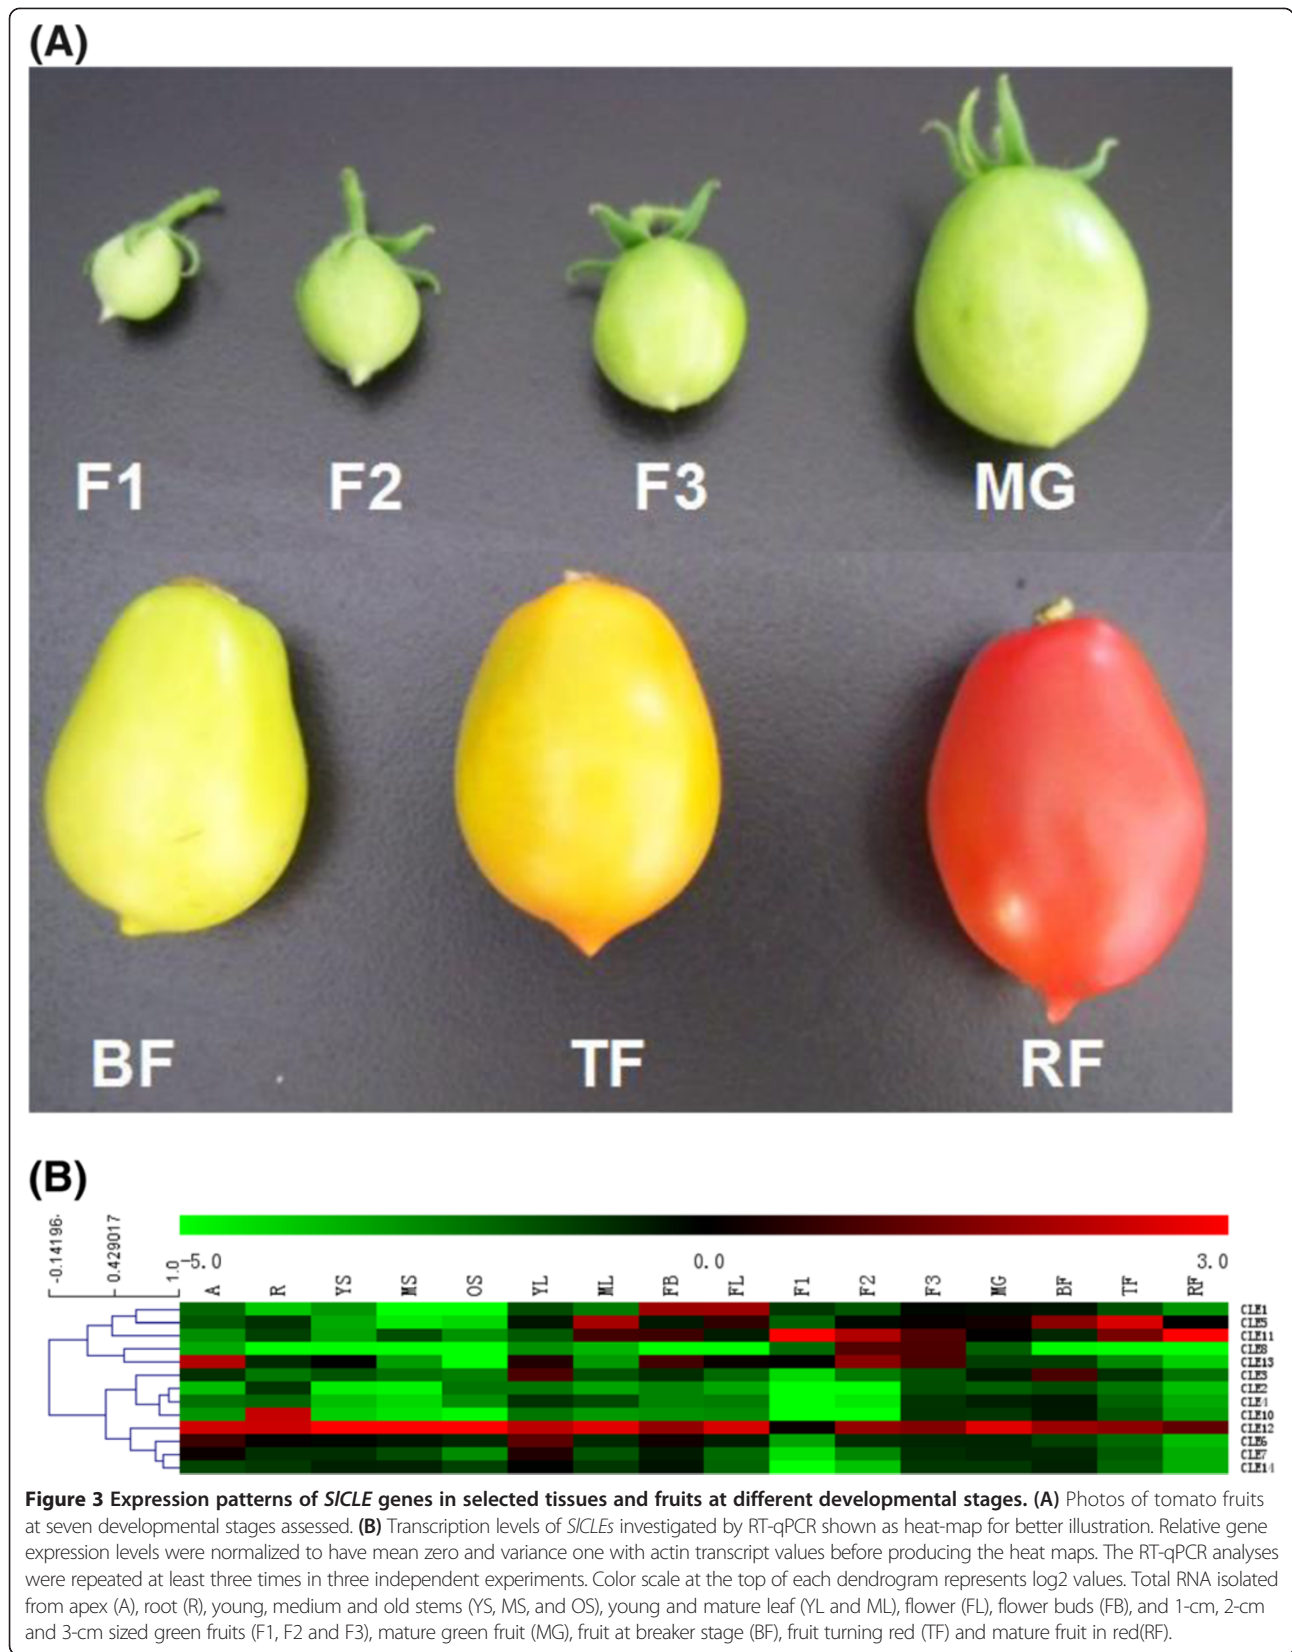 (A)
F1 F2 F3 MG
BF TF RF
(B)
-0.14196· 0.429017 1.0
-5.0 0.0 3.0
A R YS MS OS YL ML FB FL F1 F2 F3 MG BF TF RF
CLE1
CLE5
CLE11
CLE8
CLE13
CLE3
CLE2
CLE4
CLE10
CLE12
CLE6
CLE7
CLE14
Figure 3 Expression patterns of SlCLE genes in selected tissues and fruits at different developmental stages. (A) Photos of tomato fruits
at seven developmental stages assessed. (B) Transcription levels of SlCLEs investigated by RT-qPCR shown as heat-map for better illustration. Relative gene
expression levels were normalized to have mean zero and variance one with actin transcript values before producing the heat maps. The RT-qPCR analyses
were repeated at least three times in three independent experiments. Color scale at the top of each dendrogram represents log2 values. Total RNA isolated
from apex (A), root (R), young, medium and old stems (YS, MS, and OS), young and mature leaf (YL and ML), flower (FL), flower buds (FB), and 1-cm, 2-cm
and 3-cm sized green fruits (F1, F2 and F3), mature green fruit (MG), fruit at breaker stage (BF), fruit turning red (TF) and mature fruit in red(RF).